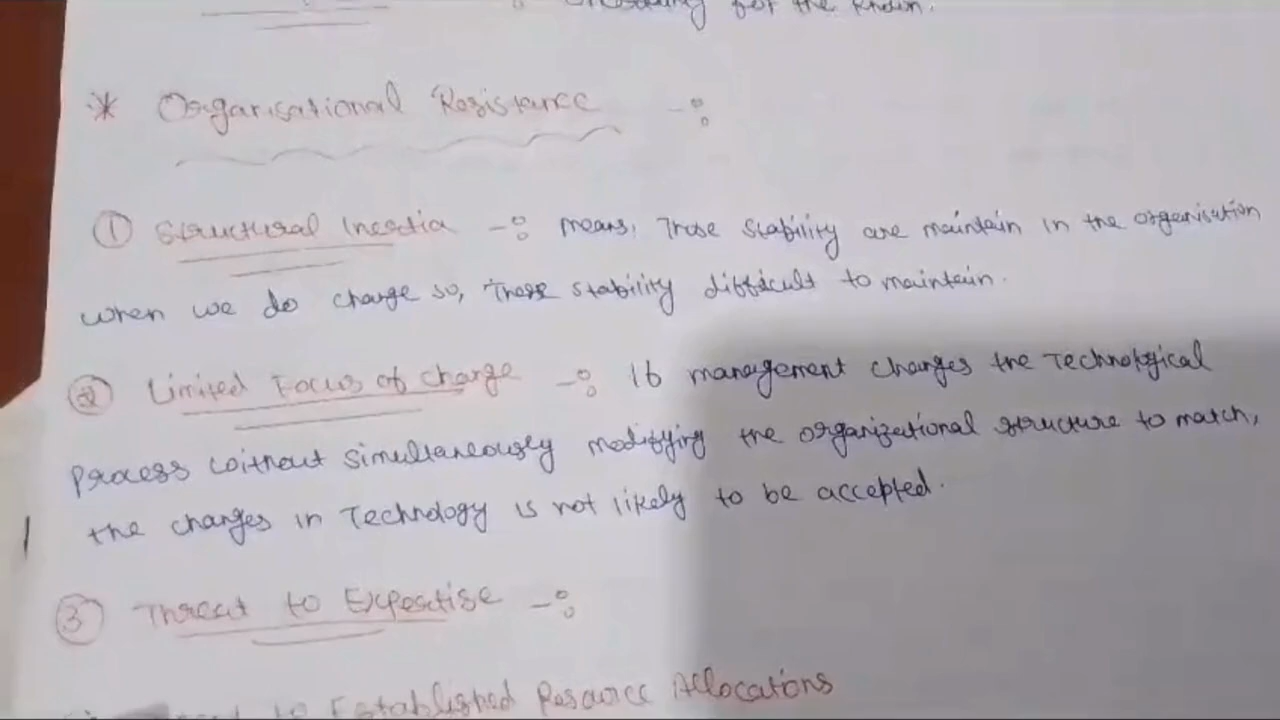 for the known.
* Organisational Resistance -:
① Structural Inertia -: means, Those stability are maintain in the organisation
when we do change so, These stability difficult to maintain.
② Limited Focus of change -: If management changes the Technological
process without simultaneously modifying the organizational structure to match,
the changes in Technology is not likely to be accepted.
③ Threat to Expertise -:
to Established Resource Allocations